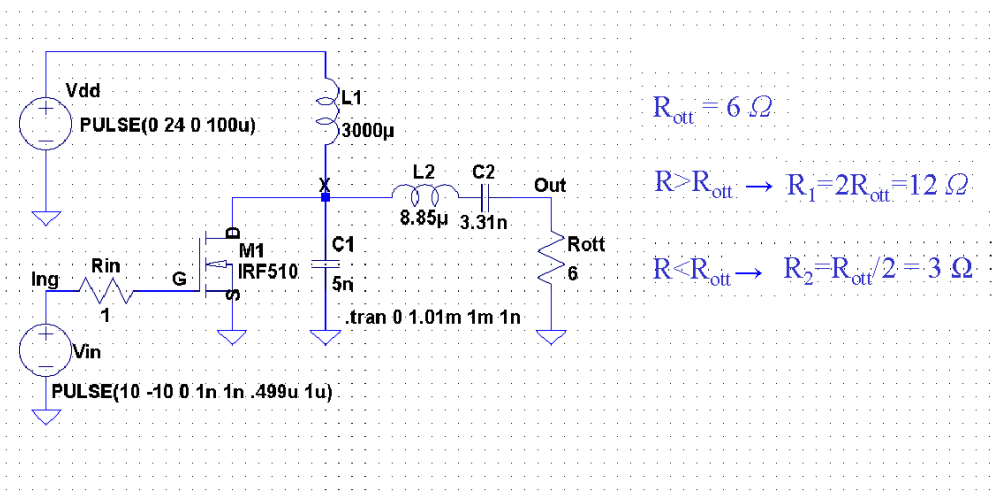 Vdd
PULSE(0 24 0 100u)
L1
3000µ
X
L2
C2
Out
8.85µ
3.31n
D
M1
IRF510
G
S
C1
5n
Rott
6
Ing
Rin
1
.tran 0 1.01m 1m 1n
Vin
PULSE(10 -10 0 1n 1n .499u 1u)
Rott = 6 Ω
R>Rott → R1=2Rott=12 Ω
R<Rott → R2=Rott/2 = 3 Ω